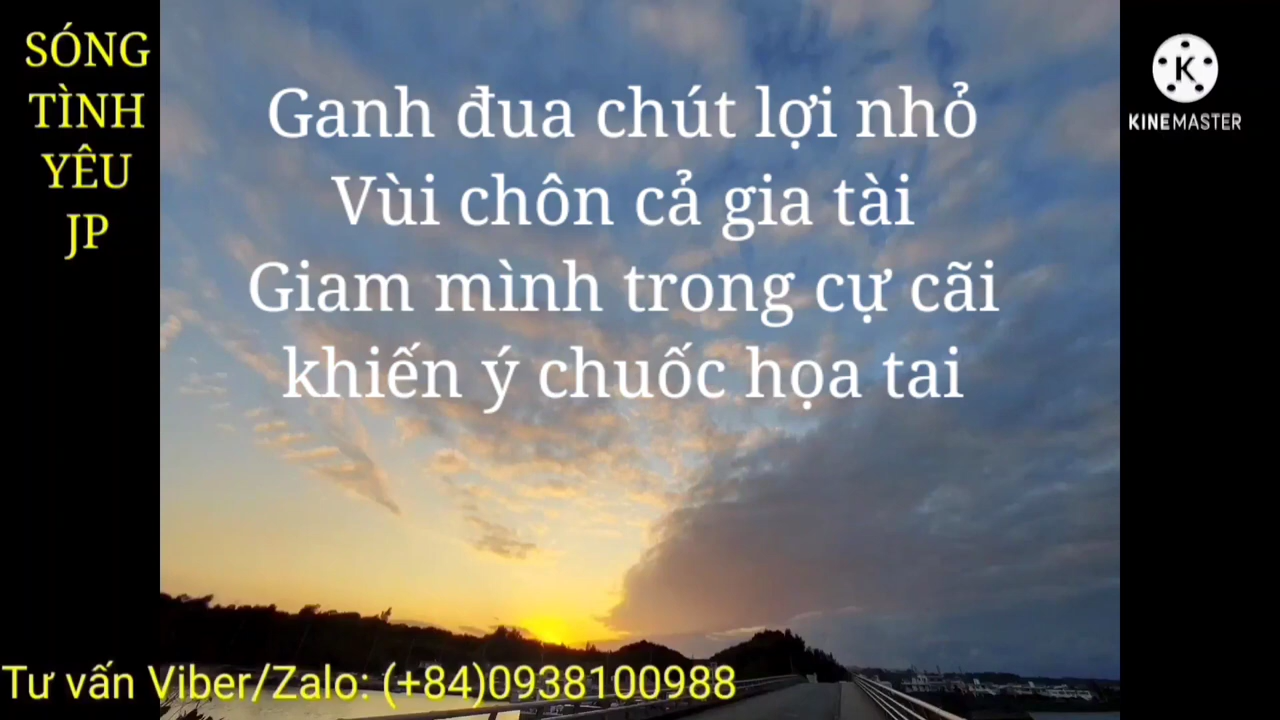 SÓNG
TÌNH
YÊU
JP
Ganh đua chút lợi nhỏ
Vùi chôn cả gia tài
Giam mình trong cự cãi
khiến ý chuốc họa tai
K
KINEMASTER
Tư vấn Viber/Zalo: (+84)0938100988